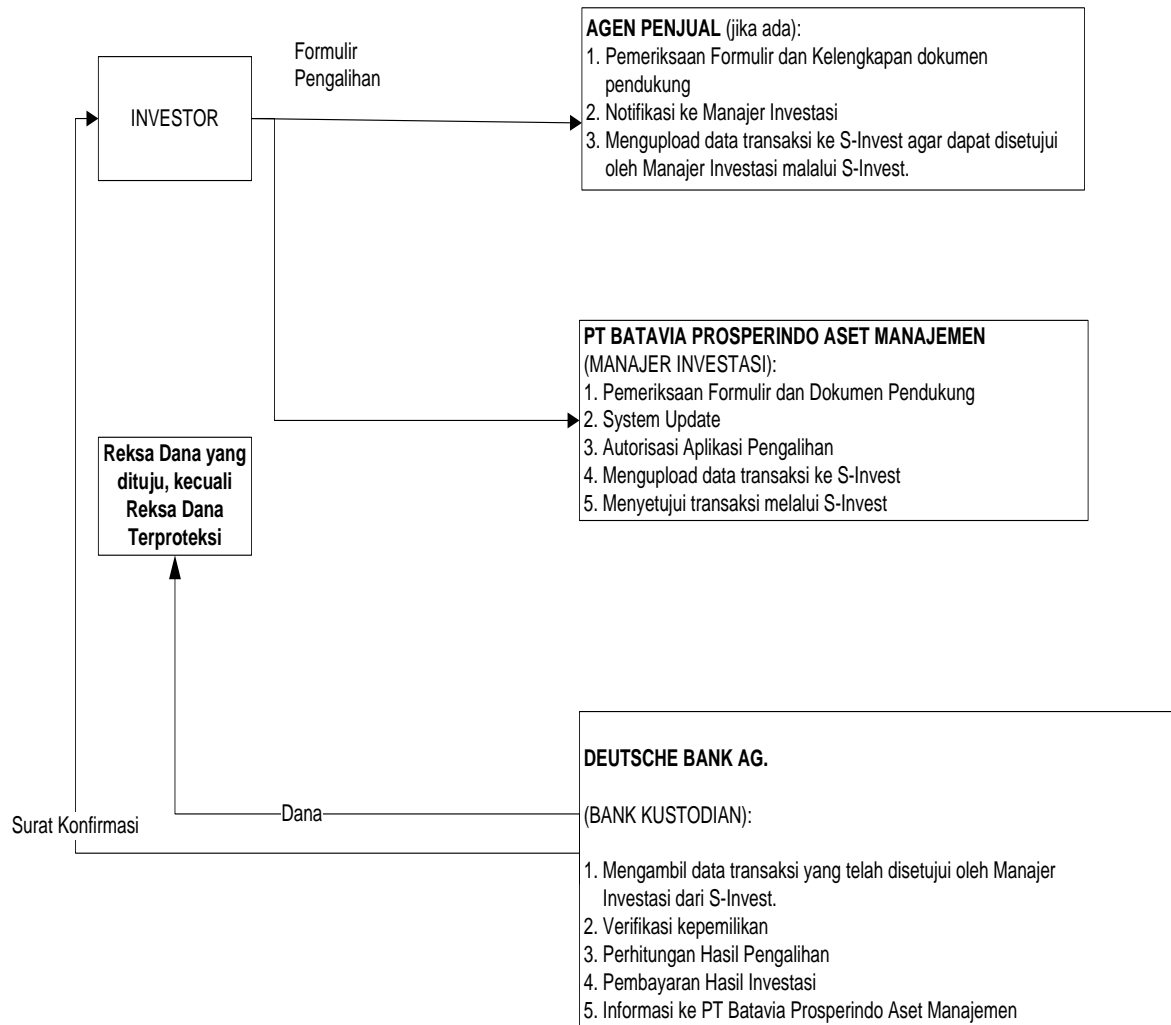 Formulir
Pengalihan
INVESTOR
AGEN PENJUAL (jika ada):
1. Pemeriksaan Formulir dan Kelengkapan dokumen
pendukung
2. Notifikasi ke Manajer Investasi
3. Mengupload data transaksi ke S-Invest agar dapat disetujui
oleh Manajer Investasi malalui S-Invest.
PT BATAVIA PROSPERINDO ASET MANAJEMEN
(MANAJER INVESTASI):
1. Pemeriksaan Formulir dan Dokumen Pendukung
2. System Update
3. Autorisasi Aplikasi Pengalihan
4. Mengupload data transaksi ke S-Invest
5. Menyetujui transaksi melalui S-Invest
Reksa Dana yang
dituju, kecuali
Reksa Dana
Terproteksi
Dana
Surat Konfirmasi
DEUTSCHE BANK AG.
(BANK KUSTODIAN):
1. Mengambil data transaksi yang telah disetujui oleh Manajer
Investasi dari S-Invest.
2. Verifikasi kepemilikan
3. Perhitungan Hasil Pengalihan
4. Pembayaran Hasil Investasi
5. Informasi ke PT Batavia Prosperindo Aset Manajemen